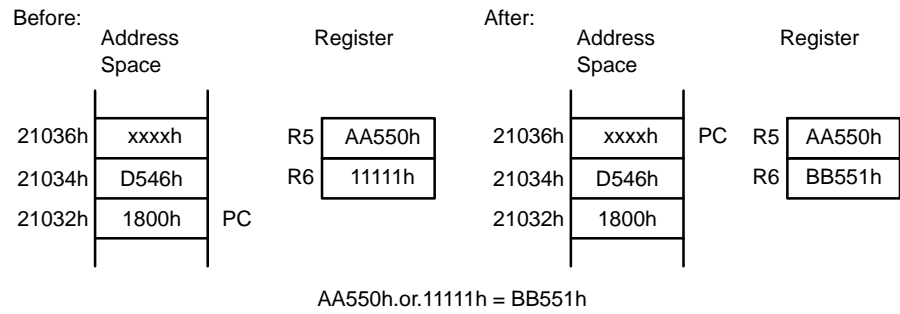 Before:
After:
Address Space
Register
Address Space
Register
21036h xxxxh R5 AA550h
21036h xxxxh PC R5 AA550h
21034h D546h R6 11111h
21034h D546h R6 BB551h
21032h 1800h PC
21032h 1800h
AA550h.or.11111h = BB551h